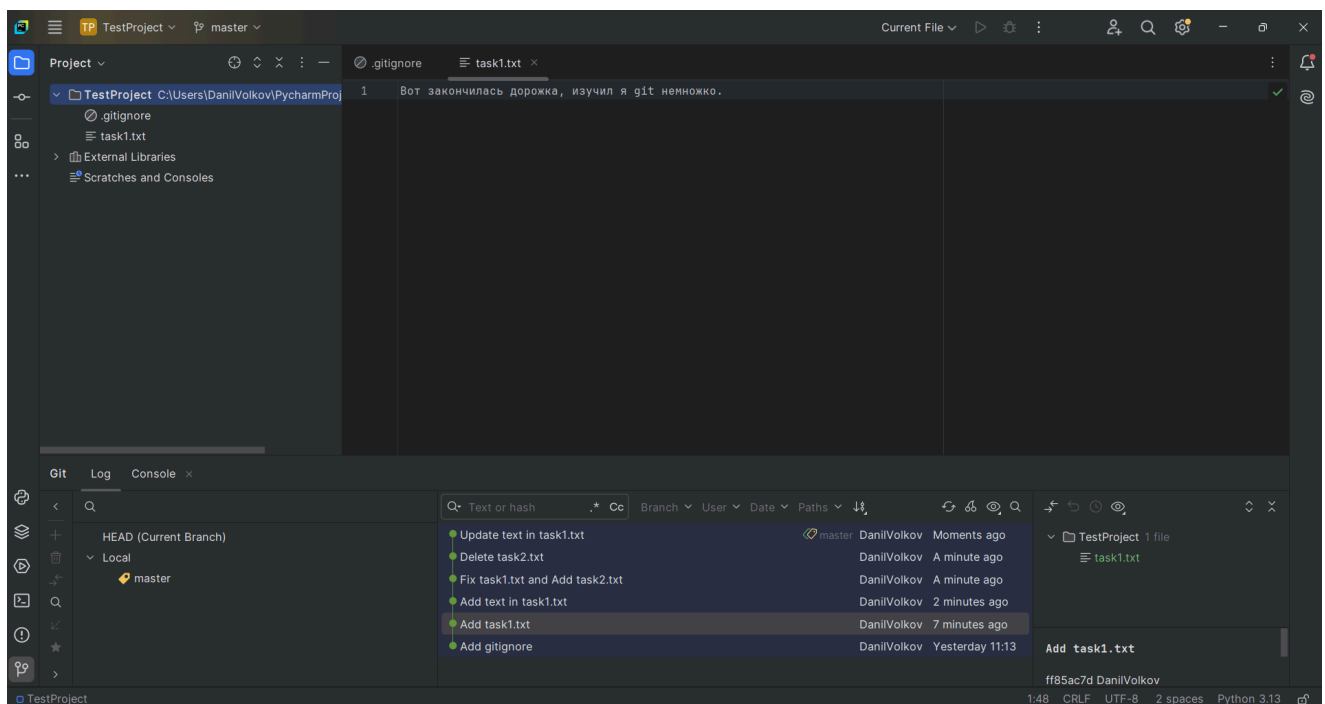 TP TestProject master Current File
Project
.gitignore
task1.txt
TestProject C:\Users\DanilVolkov\PycharmProj
.gitignore
task1.txt
External Libraries
Scratches and Consoles
1 Вот закончилась дорожка, изучил я git немножко.
Git Log Console
HEAD (Current Branch)
Local
master
Text or hash .* Cc Branch User Date Paths
Update text in task1.txt master DanilVolkov Moments ago
Delete task2.txt DanilVolkov A minute ago
Fix task1.txt and Add task2.txt DanilVolkov A minute ago
Add text in task1.txt DanilVolkov 2 minutes ago
Add task1.txt DanilVolkov 7 minutes ago
Add gitignore DanilVolkov Yesterday 11:13
TestProject 1 file
task1.txt
Add task1.txt
ff85ac7d DanilVolkov
TestProject 1:48 CRLF UTF-8 2 spaces Python 3.13